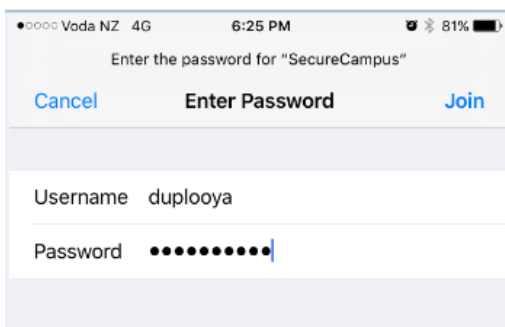 Voda NZ 4G 6:25 PM 81%
Enter the password for “SecureCampus”
Cancel Enter Password Join
Username duplooya
Password ●●●●●●●●●●